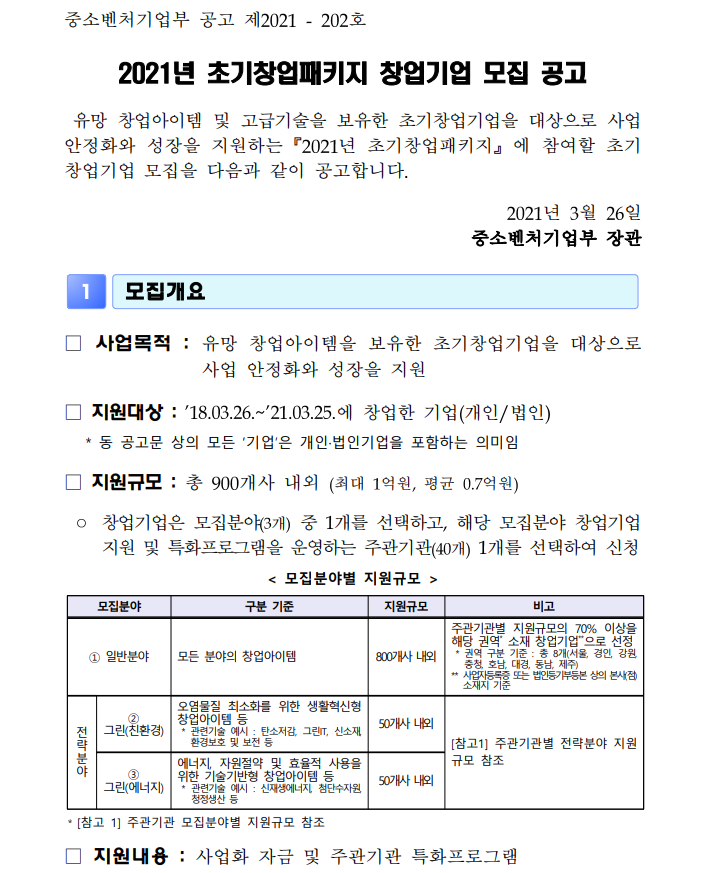 중소벤처기업부 공고 제2021 - 202호
2021년 초기창업패키지 창업기업 모집 공고
유망 창업아이템 및 고급기술을 보유한 초기창업기업을 대상으로 사업
안정화와 성장을 지원하는『2021년 초기창업패키지』에 참여할 초기
창업기업 모집을 다음과 같이 공고합니다.
2021년 3월 26일
중소벤처기업부 장관
1 모집개요
□ 사업목적 : 유망 창업아이템을 보유한 초기창업기업을 대상으로
사업 안정화와 성장을 지원
□ 지원대상 : ’18.03.26.~’21.03.25.에 창업한 기업(개인/법인)
* 동 공고문 상의 모든 ‘기업’은 개인·법인기업을 포함하는 의미임
□ 지원규모 : 총 900개사 내외 (최대 1억원, 평균 0.7억원)
○ 창업기업은 모집분야(3개) 중 1개를 선택하고, 해당 모집분야 창업기업
지원 및 특화프로그램을 운영하는 주관기관(40개) 1개를 선택하여 신청
< 모집분야별 지원규모 >
모집분야 구분 기준 지원규모 비고
① 일반분야
모든 분야의 창업아이템
800개사 내외
주관기관별 지원규모의 70% 이상을
해당 권역* 소재 창업기업**으로 선정
* 권역 구분 기준 : 총 8개(서울, 경인, 강원,
충청, 호남, 대경, 동남, 제주)
** 사업자등록증 또는 법인등기부등본 상의 본사(점)
소재지 기준
전략분야
②
그린(친환경)
오염물질 최소화를 위한 생활혁신형
창업아이템 등
* 관련기술 예시 : 탄소저감, 그린IT, 신소재,
환경보호 및 보전 등
50개사 내외
[참고1] 주관기관별 전략분야 지원
규모 참조
③
그린(에너지)
에너지, 자원절약 및 효율적 사용을
위한 기술기반형 창업아이템 등
* 관련기술 예시 : 신재생에너지, 첨단수자원,
청정생산 등
50개사 내외
* [참고 1] 주관기관 모집분야별 지원규모 참조
□ 지원내용 : 사업화 자금 및 주관기관 특화프로그램